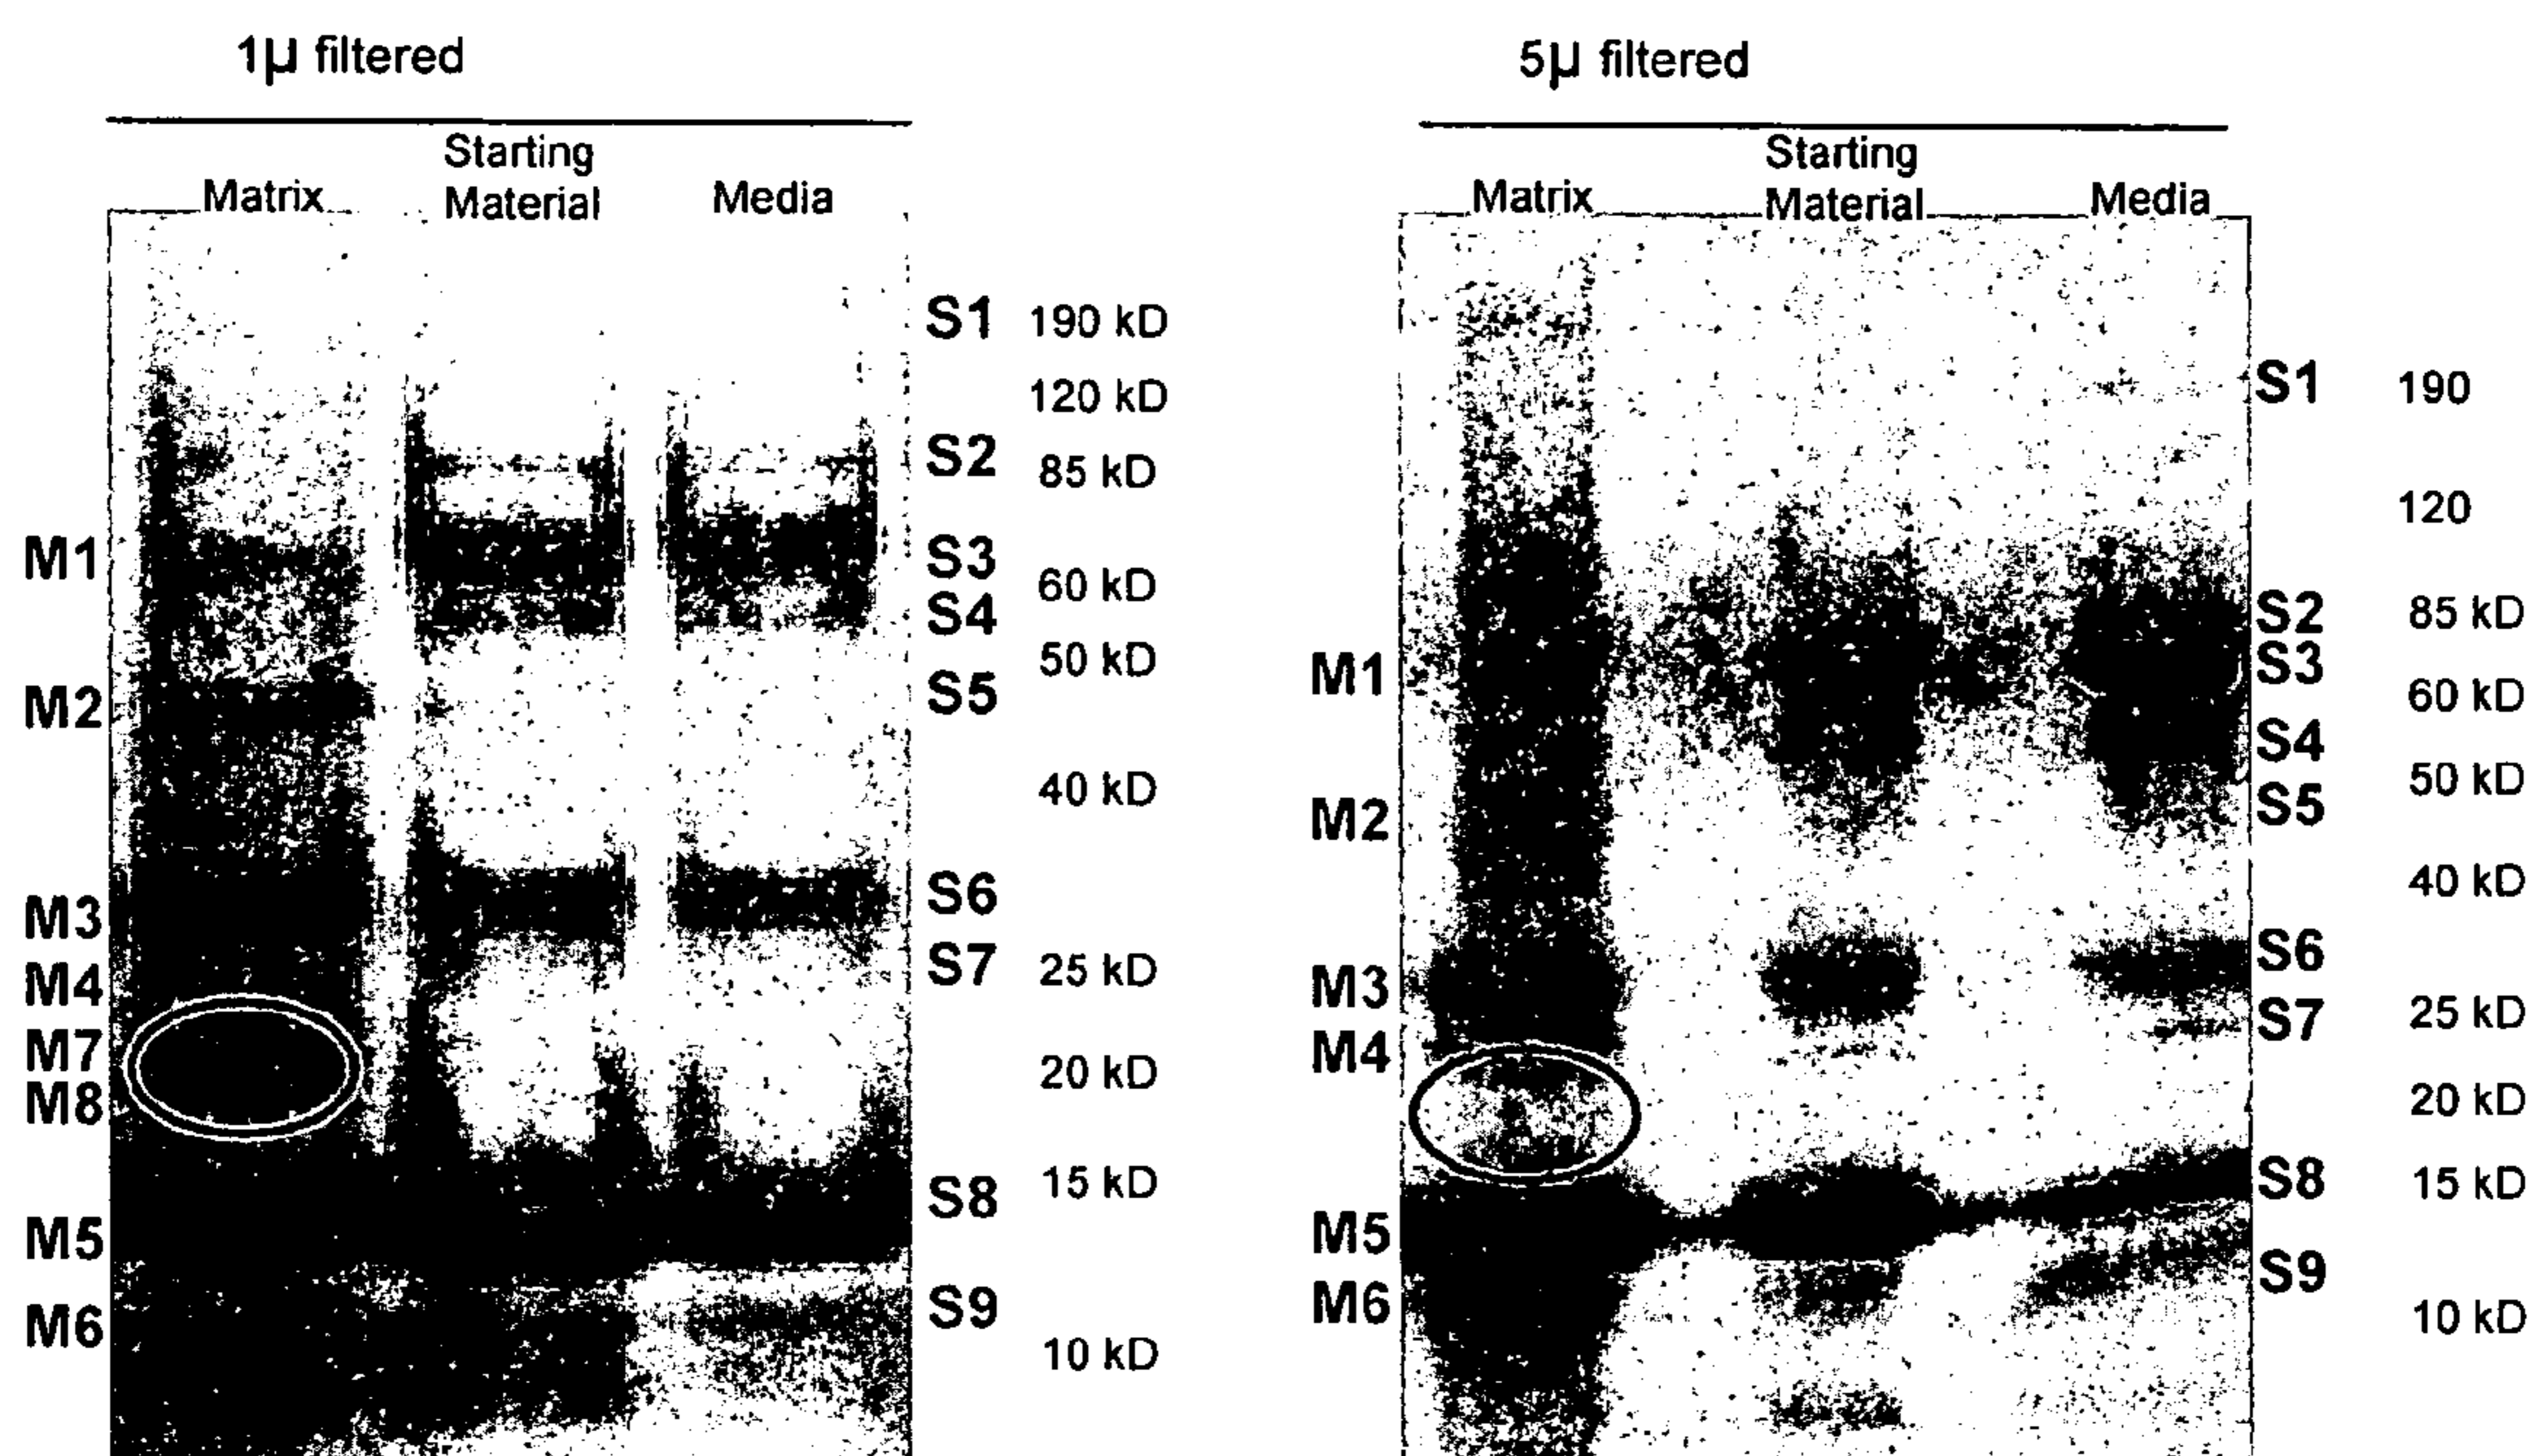 1µ filtered
Matrix
Starting
Material
Media
M1
M2
M3
M4
M7
M8
M5
M6
S1
S2
S3
S4
S5
S6
S7
S8
S9
190 kD
120 kD
85 kD
60 kD
50 kD
40 kD
25 kD
20 kD
15 kD
10 kD
5µ filtered
Matrix
Starting
Material
Media
M1
M2
M3
M4
M5
M6
S1
S2
S3
S4
S5
S6
S7
S8
S9
190
120
85 kD
60 kD
50 kD
40 kD
25 kD
20 kD
15 kD
10 kD